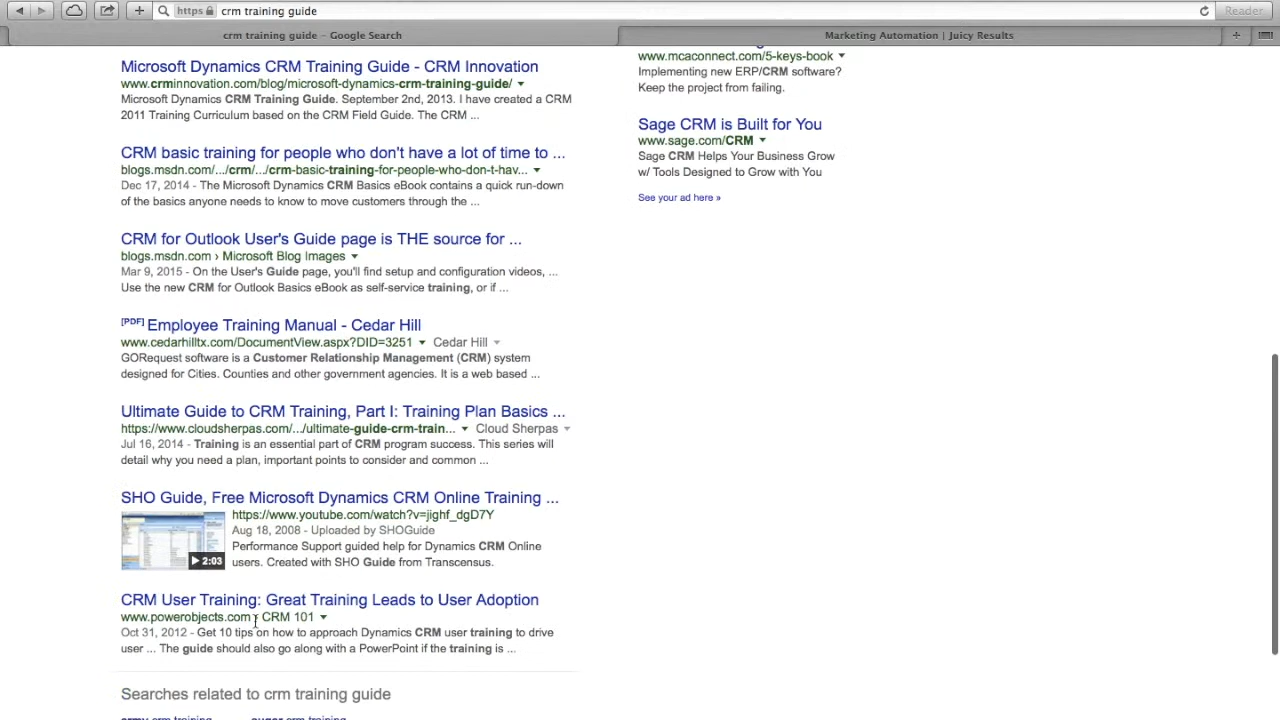 https crm training guide Reader
crm training guide – Google Search Marketing Automation | Juicy Results
Microsoft Dynamics CRM Training Guide - CRM Innovation
www.crminnovation.com/blog/microsoft-dynamics-crm-training-guide/
Microsoft Dynamics CRM Training Guide. September 2nd, 2013. I have created a CRM
2011 Training Curriculum based on the CRM Field Guide. The CRM ...
CRM basic training for people who don't have a lot of time to ...
blogs.msdn.com/.../crm/.../crm-basic-training-for-people-who-don-t-hav...
Dec 17, 2014 - The Microsoft Dynamics CRM Basics eBook contains a quick run-down
of the basics anyone needs to know to move customers through the ...
CRM for Outlook User's Guide page is THE source for ...
blogs.msdn.com › Microsoft Blog Images
Mar 9, 2015 - On the User's Guide page, you'll find setup and configuration videos, ...
Use the new CRM for Outlook Basics eBook as self-service training, or if ...
[PDF] Employee Training Manual - Cedar Hill
www.cedarhilltx.com/DocumentView.aspx?DID=3251 Cedar Hill
GORequest software is a Customer Relationship Management (CRM) system
designed for Cities. Counties and other government agencies. It is a web based ...
Ultimate Guide to CRM Training, Part I: Training Plan Basics ...
https://www.cloudsherpas.com/.../ultimate-guide-crm-train... Cloud Sherpas
Jul 16, 2014 - Training is an essential part of CRM program success. This series will
detail why you need a plan, important points to consider and common ...
SHO Guide, Free Microsoft Dynamics CRM Online Training ...
https://www.youtube.com/watch?v=jighf_dgD7Y
Aug 18, 2008 - Uploaded by SHOGuide
Performance Support guided help for Dynamics CRM Online
users. Created with SHO Guide from Transcensus.
2:03
CRM User Training: Great Training Leads to User Adoption
www.powerobjects.com › CRM 101
Oct 31, 2012 - Get 10 tips on how to approach Dynamics CRM user training to drive
user ... The guide should also go along with a PowerPoint if the training is ...
Searches related to crm training guide
army crm training sugar crm training
www.mcaconnect.com/5-keys-book
Implementing new ERP/CRM software?
Keep the project from failing.
Sage CRM is Built for You
www.sage.com/CRM
Sage CRM Helps Your Business Grow
w/ Tools Designed to Grow with You
See your ad here »